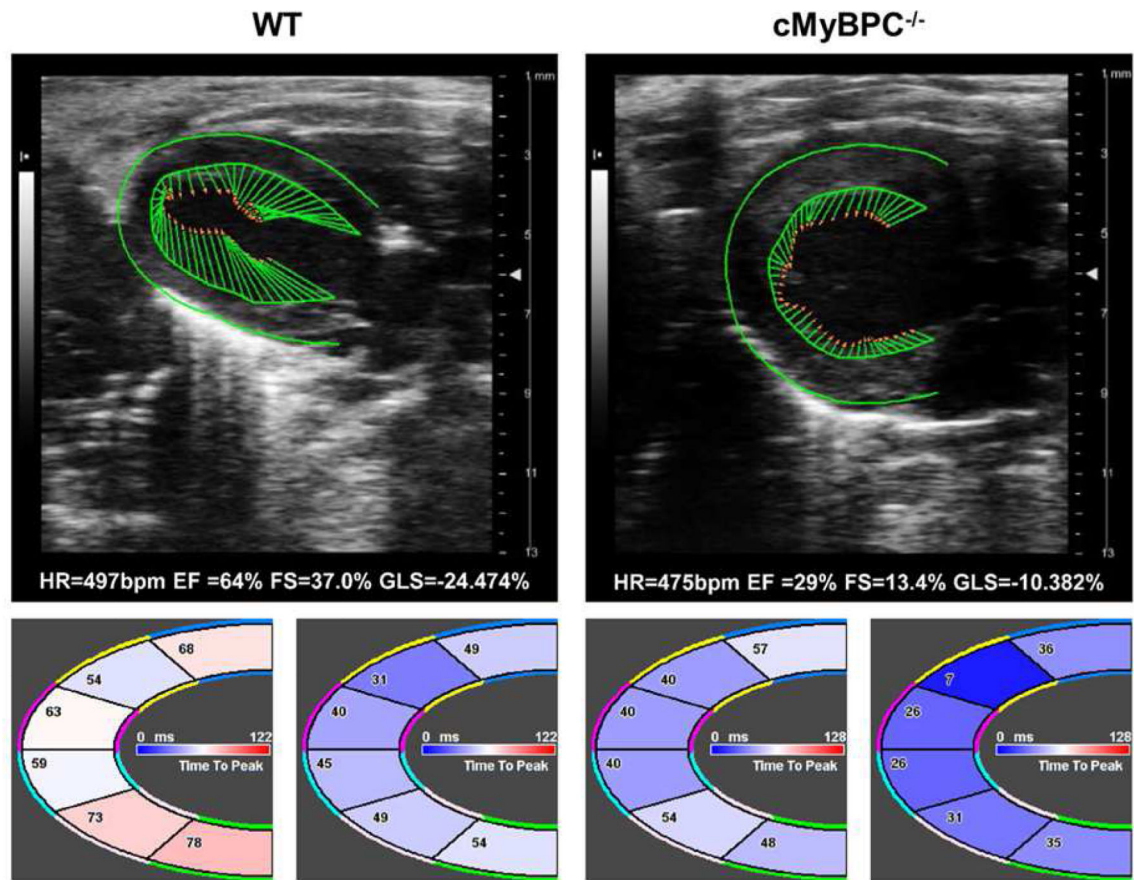 WT
cMyBPC-/-
1 mm
3
5
7
9
11
13
HR=497bpm EF =64% FS=37.0% GLS=-24.474%
1 mm
3
5
7
9
11
13
HR=475bpm EF =29% FS=13.4% GLS=-10.382%
68
54
63
59
73
78
0 ms 122
Time To Peak
49
31
40
45
49
54
0 ms 122
Time To Peak
57
40
40
40
54
48
0 ms 128
Time To Peak
36
7
26
26
31
35
0 ms 128
Time To Peak